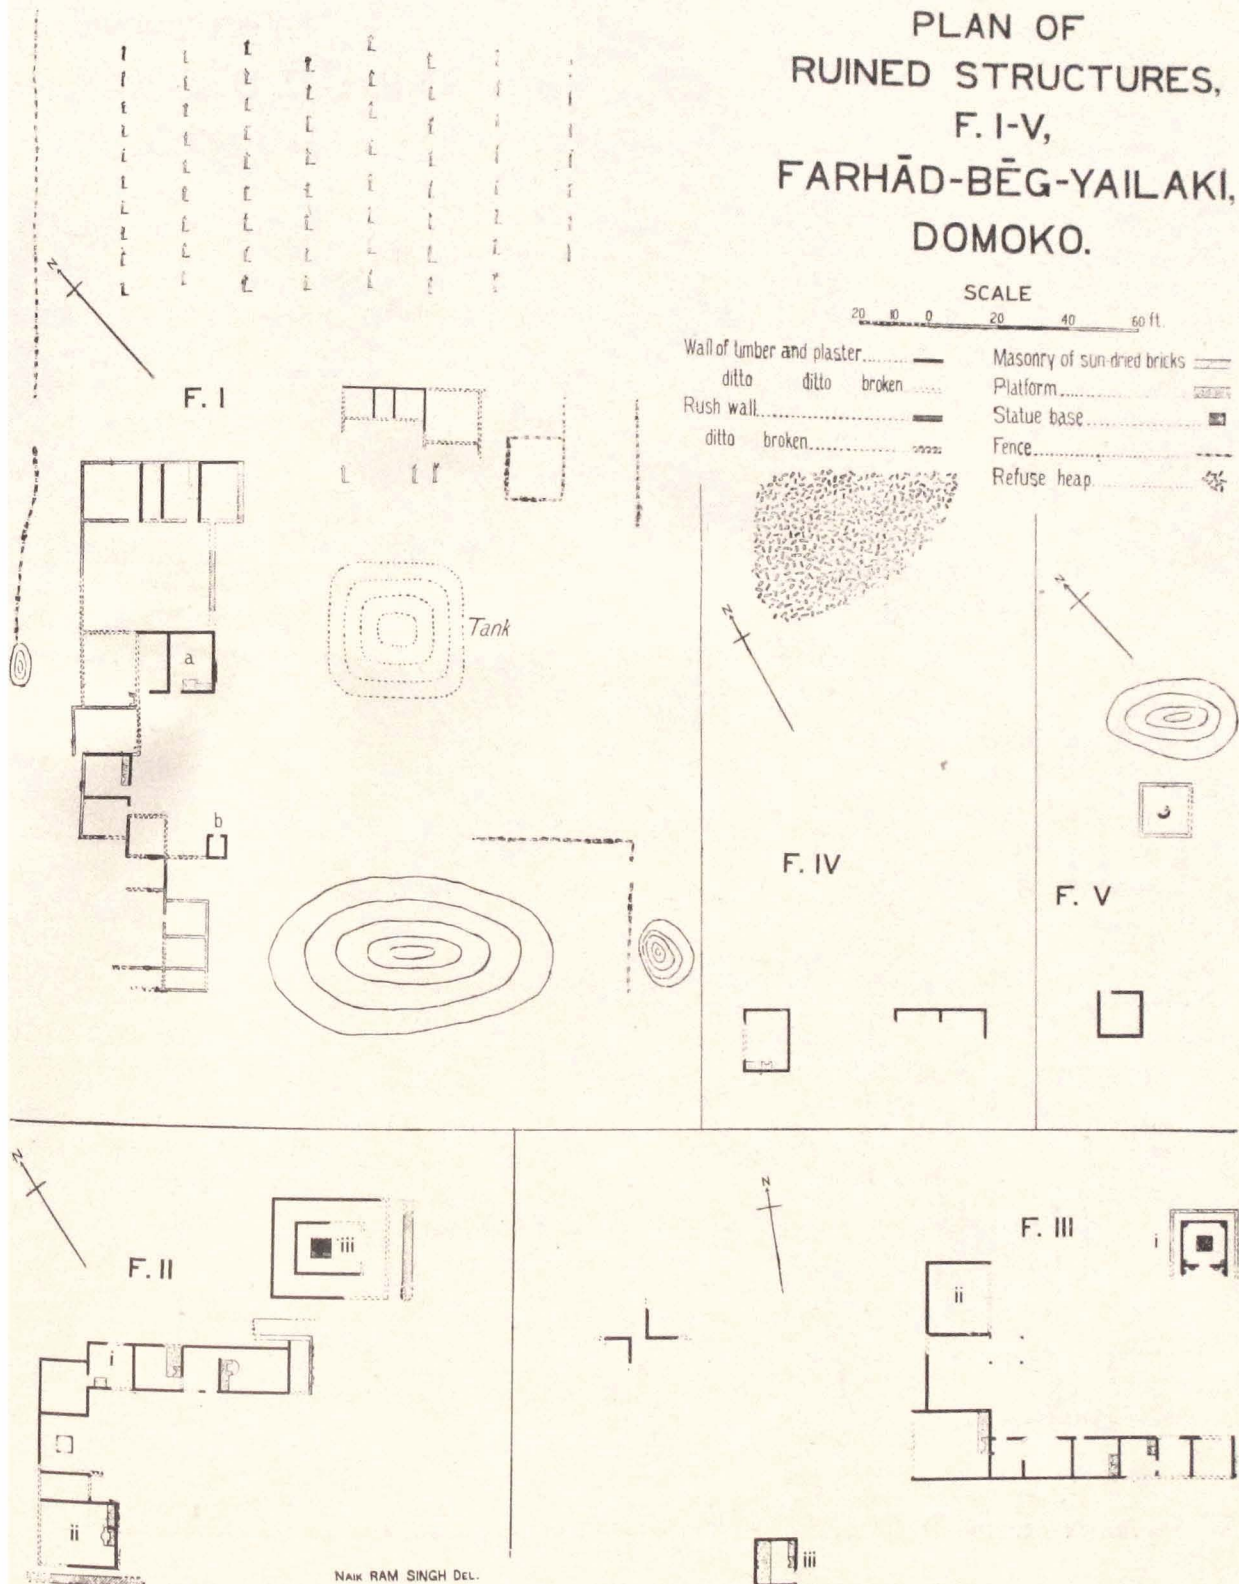 PLAN OF
RUINED STRUCTURES,
F. I-V,
FARHĀD-BĒG-YAILAKI,
DOMOKO.
SCALE
20 10 0 20 40 60 ft.
Wall of timber and plaster
ditto ditto broken
Rush wall
ditto broken
Masonry of sun-dried bricks
Platform
Statue base
Fence
Refuse heap
N
F. I
a
Tank
b
N
F. IV
N
F. V
N
F. II
iii
i
ii
N
F. III
i
ii
iii
NAIK RAM SINGH DEL.